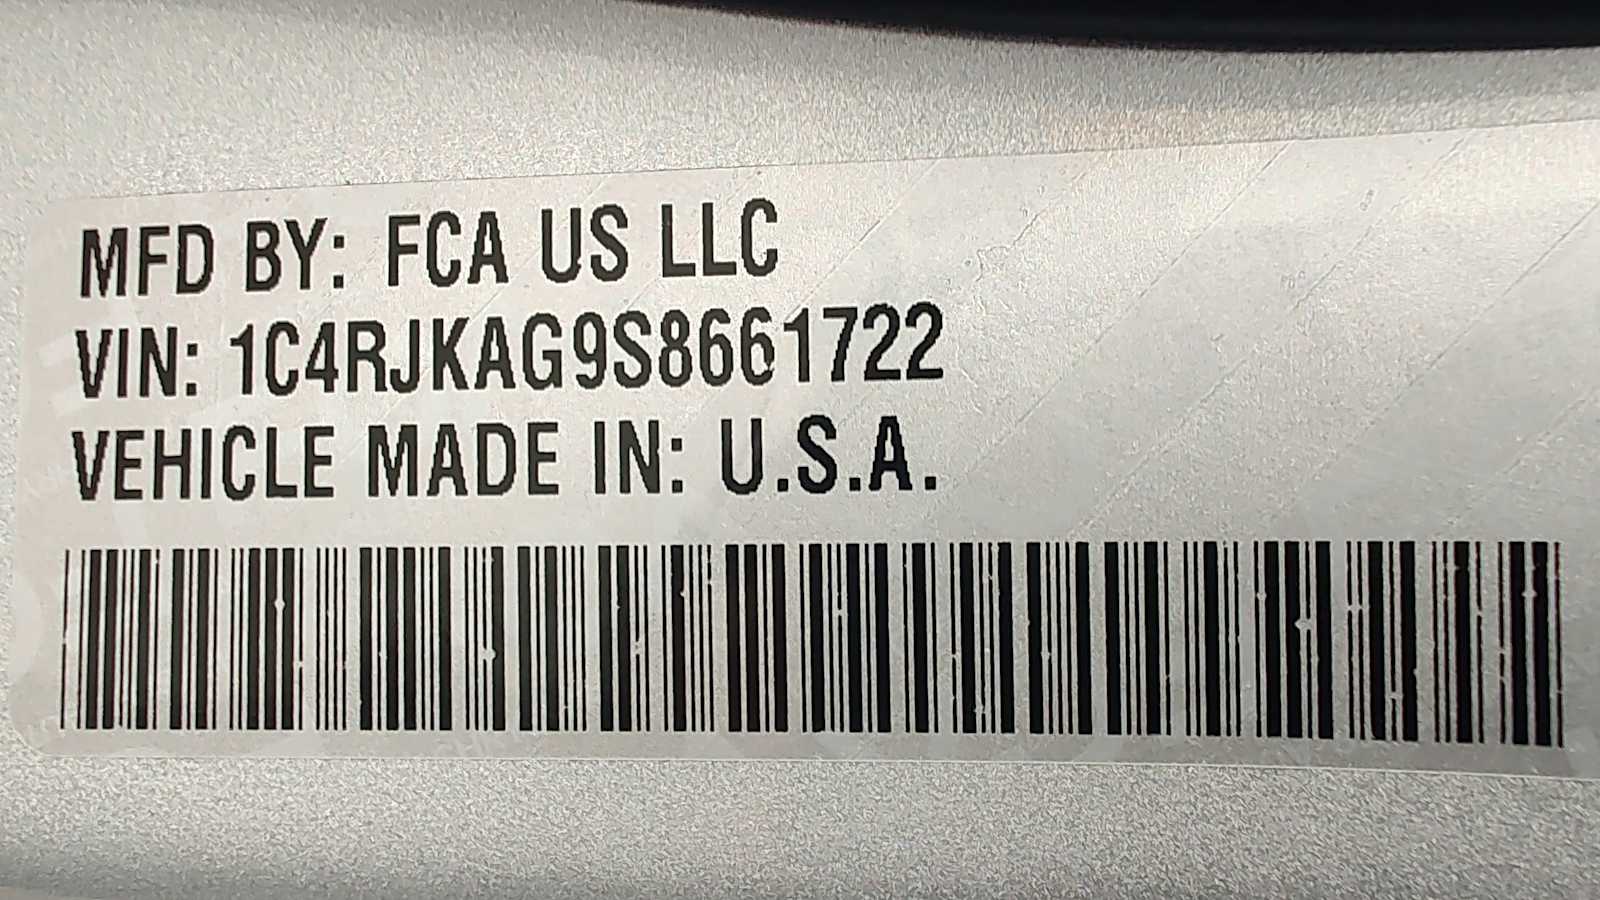 MFD BY: FCA US LLC
VIN: 1C4RJKAG9S8661722
VEHICLE MADE IN: U.S.A.